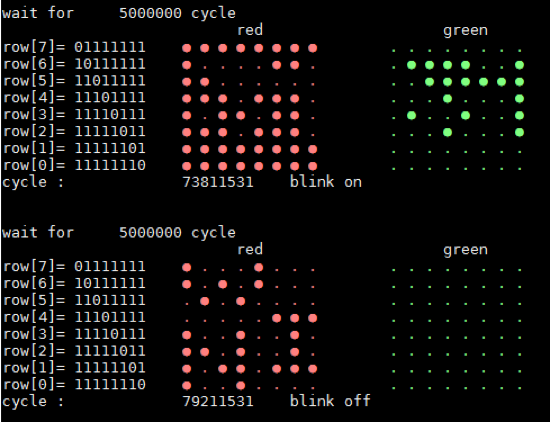 wait for 5000000 cycle
red green
row[7]= 01111111 ● ● ● ● ● ● ● ● . . . . . . . .
row[6]= 10111111 ● . . . . ● ● . . ● ● ● ● . . ●
row[5]= 11011111 ● ● . . . . . . . . ● ● ● ● ● ●
row[4]= 11101111 ● ● ● . ● ● ● . . . . ● . . . ●
row[3]= 11110111 ● . ● ● . ● ● . . ● . . ● . . ●
row[2]= 11111011 ● ● ● . ● ● ● . . . . ● . . . ●
row[1]= 11111101 ● ● ● ● ● ● ● ● . . . . . . . .
row[0]= 11111110 ● ● ● ● ● ● ● ● . . . . . . . .
cycle : 73811531 blink on
wait for 5000000 cycle
red green
row[7]= 01111111 ● . . . ● . . . . . . . . . . .
row[6]= 10111111 ● . ● . ● . . . . . . . . . . .
row[5]= 11011111 . ● . ● . . . . . . . . . . . .
row[4]= 11101111 . . . . . ● ● ● . . . . . . . .
row[3]= 11110111 ● . . ● . . ● . . . . . . . . .
row[2]= 11111011 ● ● . ● . . ● . . . . . . . . .
row[1]= 11111101 ● . ● ● . ● ● ● . . . . . . . .
row[0]= 11111110 ● . . ● . . . . . . . . . . . .
cycle : 79211531 blink off